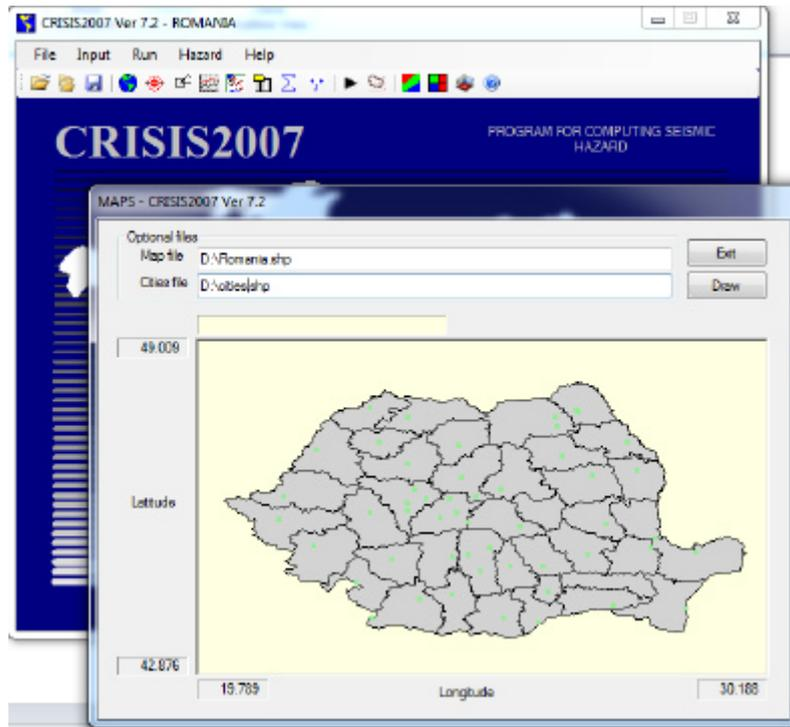 CRISIS2007 Ver 7.2 - ROMANIA
File Input Run Hazard Help
CRISIS2007
PROGRAM FOR COMPUTING SEISMIC
HAZARD
MAPS - CRISIS2007 Ver 7.2
Optional files
Map file D:\Romania.shp
Exit
Cities file D:\cities.shp
Draw
49.009
Latitude
42.876
19.789
Longitude
30.188